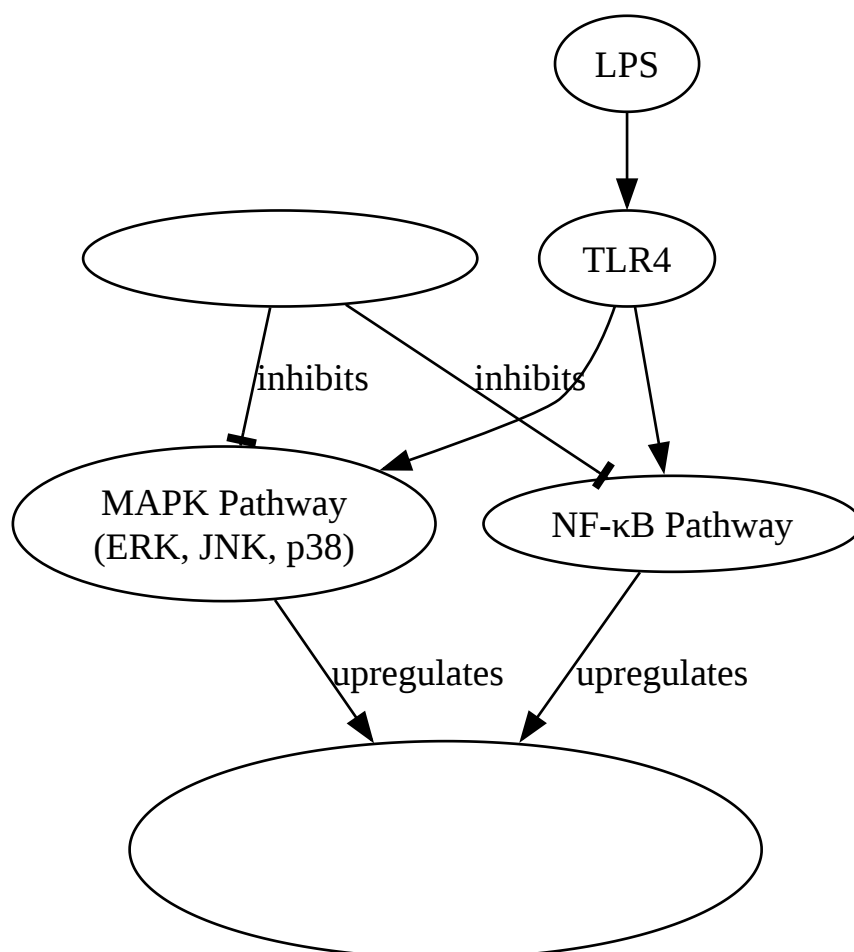 LPS
TLR4
inhibits
inhibits
MAPK Pathway
(ERK, JNK, p38)
NF-κB Pathway
upregulates
upregulates